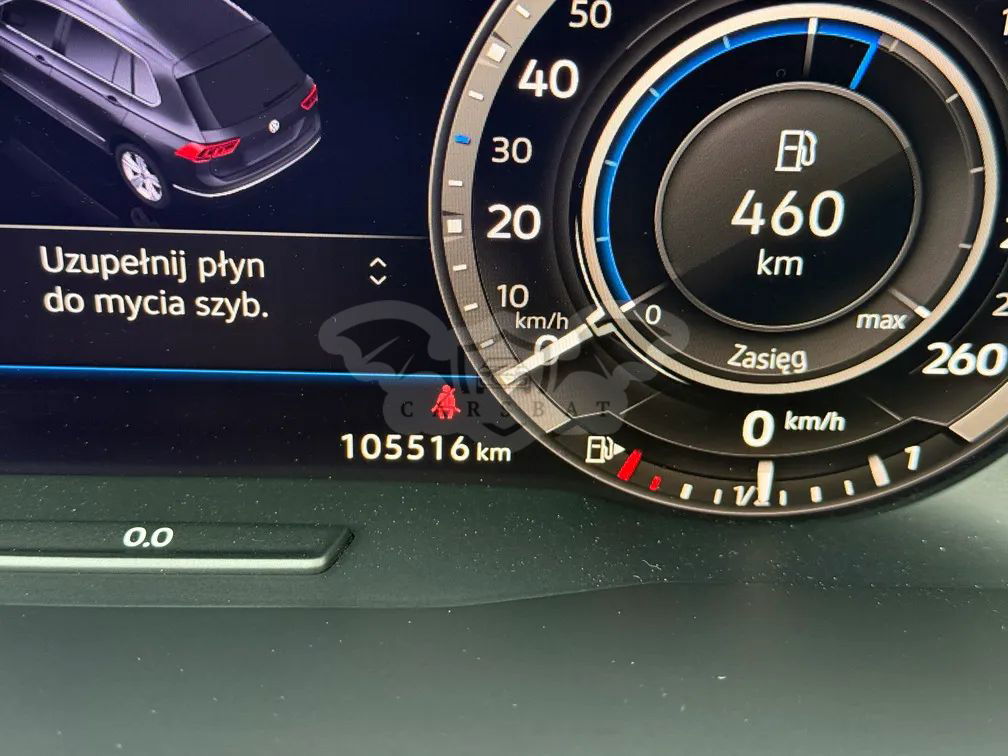 50
40
30
20
10
km/h
0
460
km
0
max
Zasięg
260
Uzupełnij płyn
do mycia szyb.
CARSBAT
105516 km
0 km/h
1/2
1
0.0